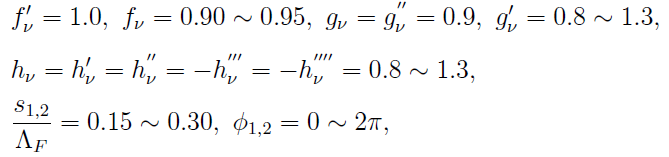 f′_ν = 1.0, f_ν = 0.90 ∼ 0.95, g_ν = g″_ν = 0.9, g′_ν = 0.8 ∼ 1.3,
h_ν = h′_ν = h″_ν = −h‴_ν = −h⁗_ν = 0.8 ∼ 1.3,
s_{1,2}/Λ_F = 0.15 ∼ 0.30, ϕ_{1,2} = 0 ∼ 2π,